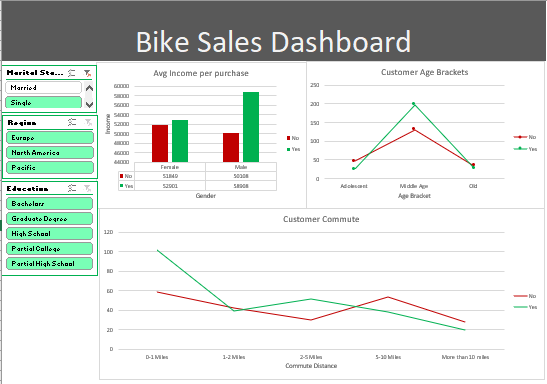 Bike Sales Dashboard
Marital Sta...
Married
Single
Region
Europe
North America
Pacific
Education
Bachelors
Graduate Degree
High School
Partial College
Partial High School
Avg Income per purchase
Income
60000
58000
56000
54000
52000
50000
48000
46000
44000
Female
Male
No
51849
50108
Yes
52901
58908
Gender
No
Yes
Customer Age Brackets
250
200
150
100
50
0
Adolescent
Middle Age
Old
Age Bracket
No
Yes
Customer Commute
120
100
80
60
40
20
0
0-1 Miles
1-2 Miles
2-5 Miles
5-10 Miles
More than 10 miles
Commute Distance
No
Yes